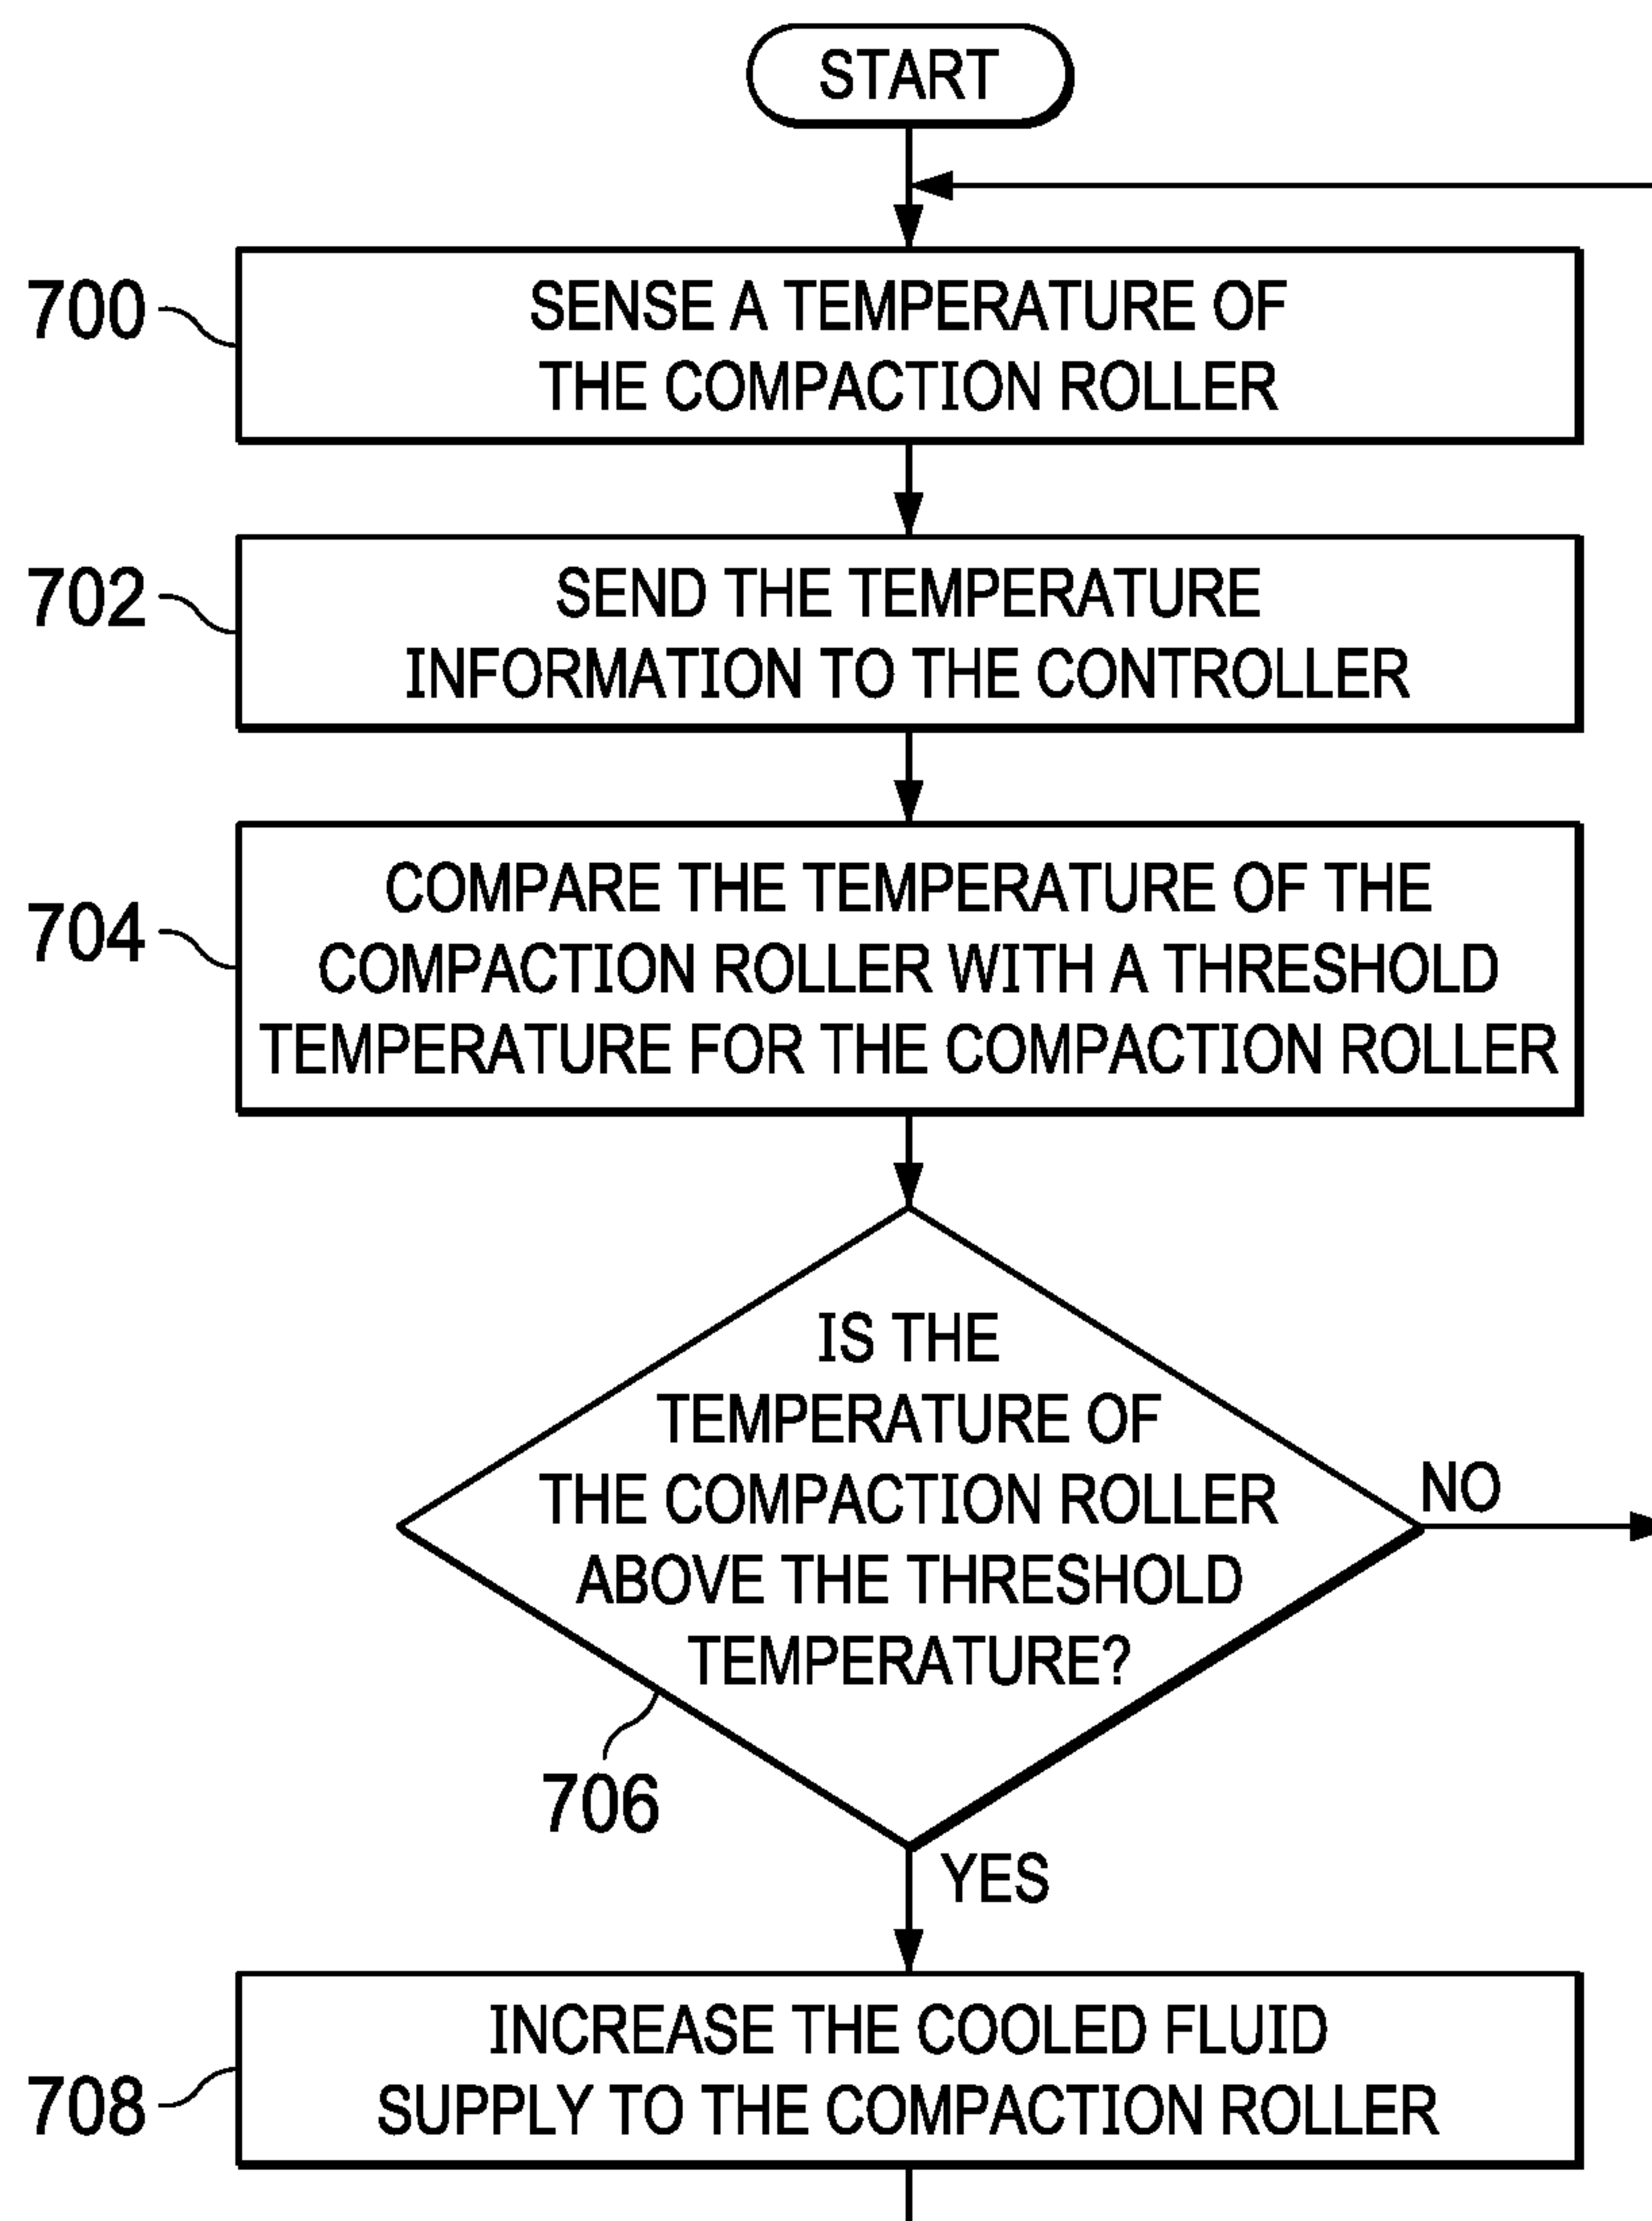 START
700
SENSE A TEMPERATURE OF
THE COMPACTION ROLLER
702
SEND THE TEMPERATURE
INFORMATION TO THE CONTROLLER
704
COMPARE THE TEMPERATURE OF THE
COMPACTION ROLLER WITH A THRESHOLD
TEMPERATURE FOR THE COMPACTION ROLLER
IS THE
TEMPERATURE OF
THE COMPACTION ROLLER
ABOVE THE THRESHOLD
TEMPERATURE?
NO
706
YES
708
INCREASE THE COOLED FLUID
SUPPLY TO THE COMPACTION ROLLER